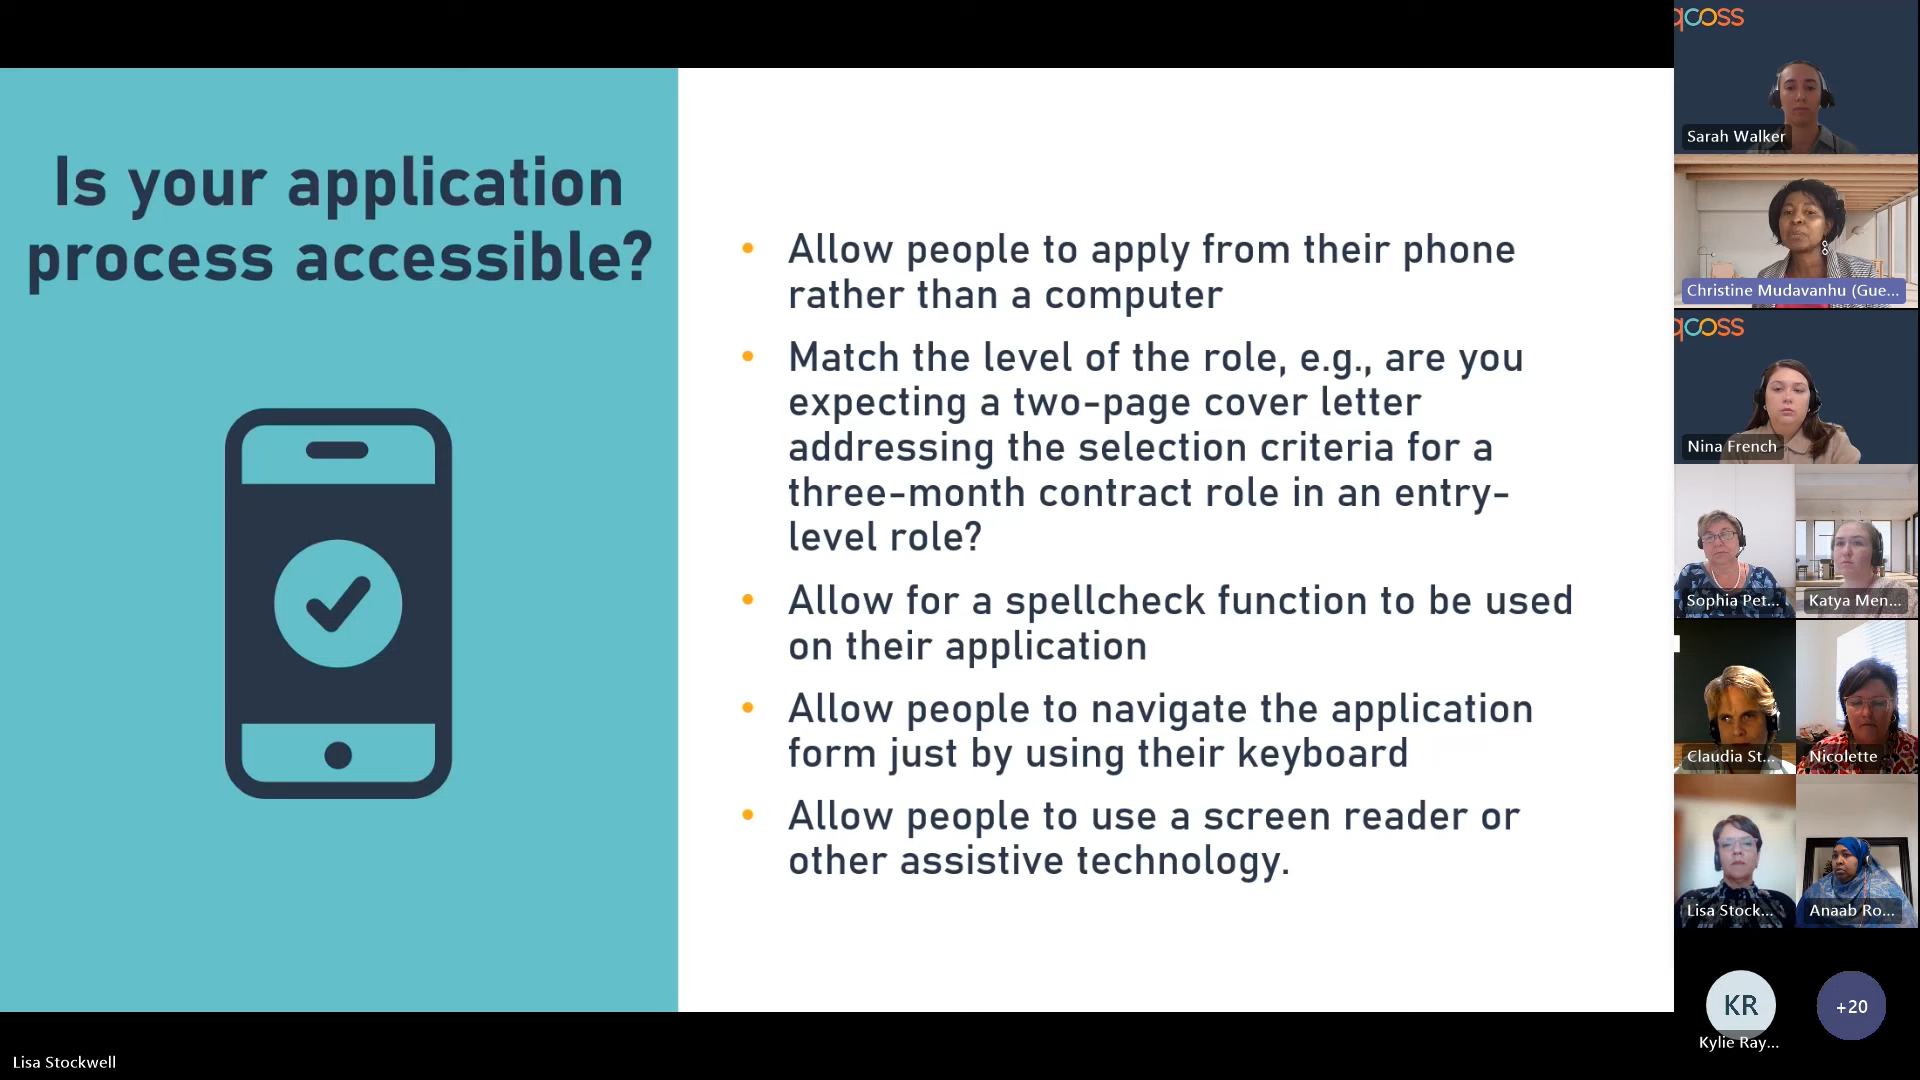 Is your application
process accessible?
• Allow people to apply from their phone
rather than a computer
• Match the level of the role, e.g., are you
expecting a two-page cover letter
addressing the selection criteria for a
three-month contract role in an entry-
level role?
• Allow for a spellcheck function to be used
on their application
• Allow people to navigate the application
form just by using their keyboard
• Allow people to use a screen reader or
other assistive technology.
qcoss
Sarah Walker
Christine Mudavanhu (Gue...
qcoss
Nina French
Sophia Pet...
Katya Men...
Claudia St...
Nicolette
Lisa Stock...
Anaab Ro...
KR
+20
Kylie Ray...
Lisa Stockwell